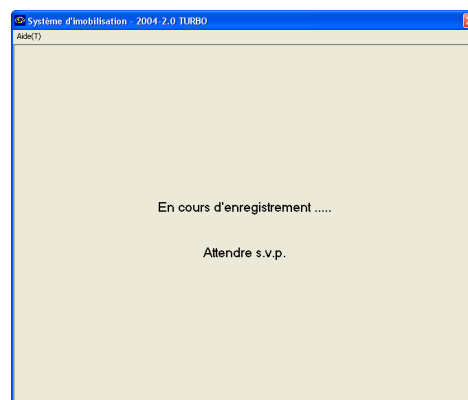 Système d'imobilisation - 2004-2.0 TURBO
Aide(T)
En cours d'enregistrement .....
Attendre s.v.p.